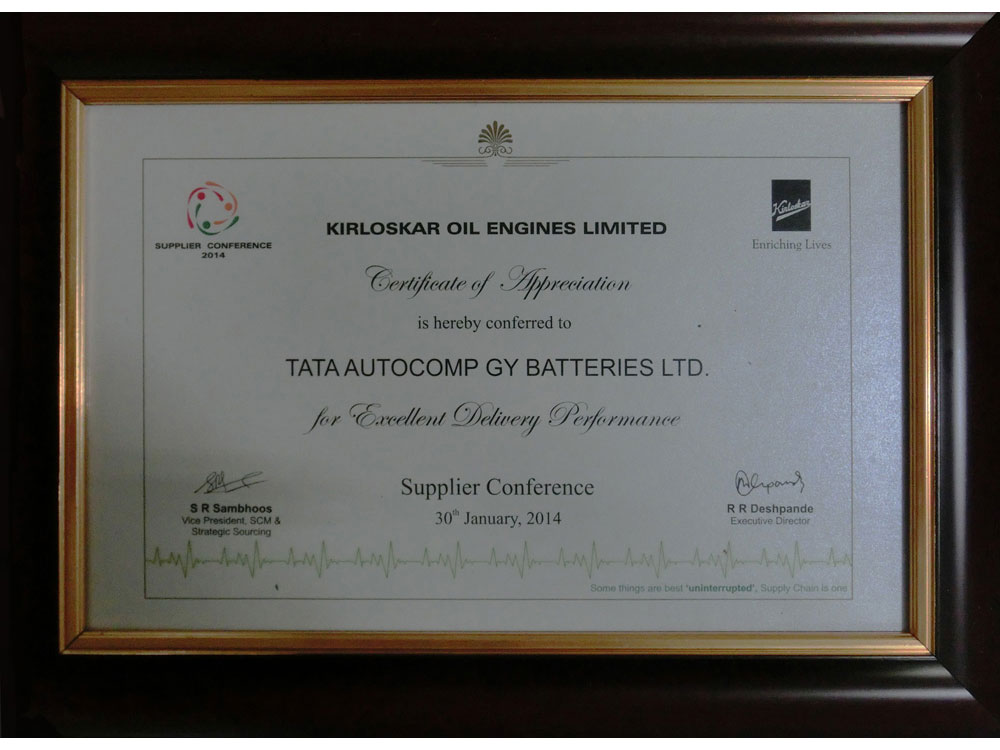 SUPPLIER CONFERENCE
2014
Kirloskar
Enriching Lives
KIRLOSKAR OIL ENGINES LIMITED
Certificate of Appreciation
is hereby conferred to
TATA AUTOCOMP GY BATTERIES LTD.
for Excellent Delivery Performance
Supplier Conference
30th January, 2014
S R Sambhoos
Vice President, SCM &
Strategic Sourcing
R R Deshpande
Executive Director
Some things are best 'uninterrupted', Supply Chain is one